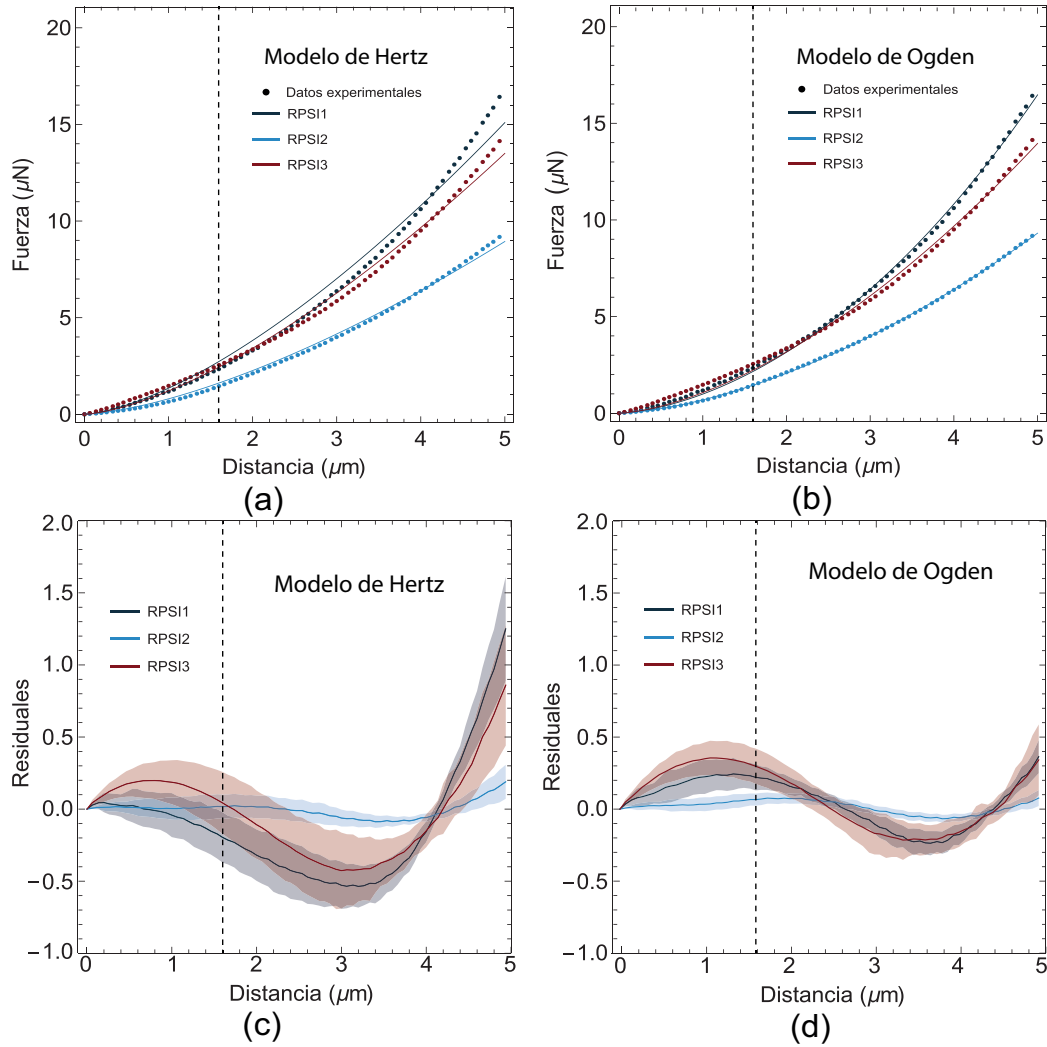 Modelo de Hertz
Datos experimentales
RPSI1
RPSI2
RPSI3
Fuerza (µN)
20
15
10
5
0
0 1 2 3 4 5
Distancia (µm)
(a)
Modelo de Ogden
Datos experimentales
RPSI1
RPSI2
RPSI3
Fuerza (µN)
20
15
10
5
0
0 1 2 3 4 5
Distancia (µm)
(b)
Modelo de Hertz
RPSI1
RPSI2
RPSI3
Residuales
2.0
1.5
1.0
0.5
0.0
−0.5
−1.0
0 1 2 3 4 5
Distancia (µm)
(c)
Modelo de Ogden
RPSI1
RPSI2
RPSI3
Residuales
2.0
1.5
1.0
0.5
0.0
−0.5
−1.0
0 1 2 3 4 5
Distancia (µm)
(d)